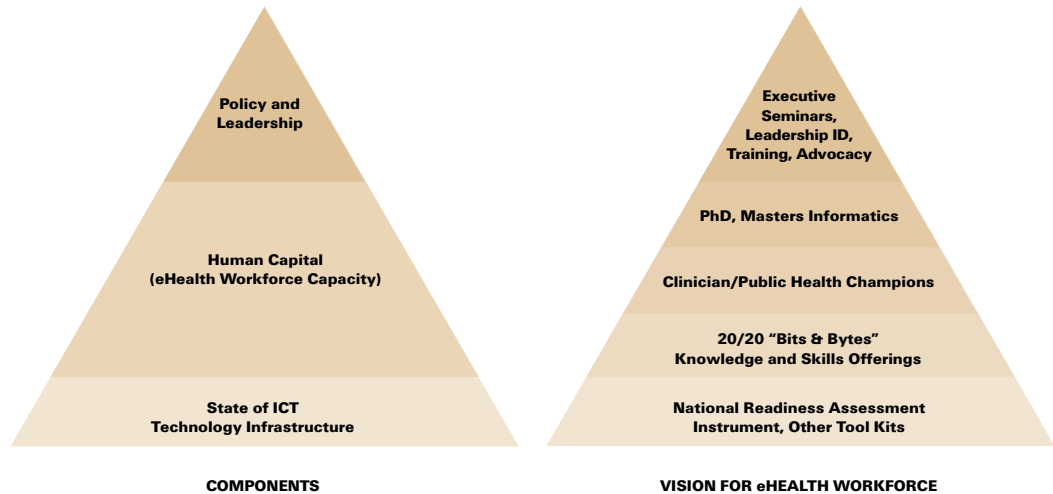 Policy and
Leadership
Human Capital
(eHealth Workforce Capacity)
State of ICT
Technology Infrastructure
COMPONENTS
Executive
Seminars,
Leadership ID,
Training, Advocacy
PhD, Masters Informatics
Clinician/Public Health Champions
20/20 “Bits & Bytes”
Knowledge and Skills Offerings
National Readiness Assessment
Instrument, Other Tool Kits
VISION FOR eHEALTH WORKFORCE